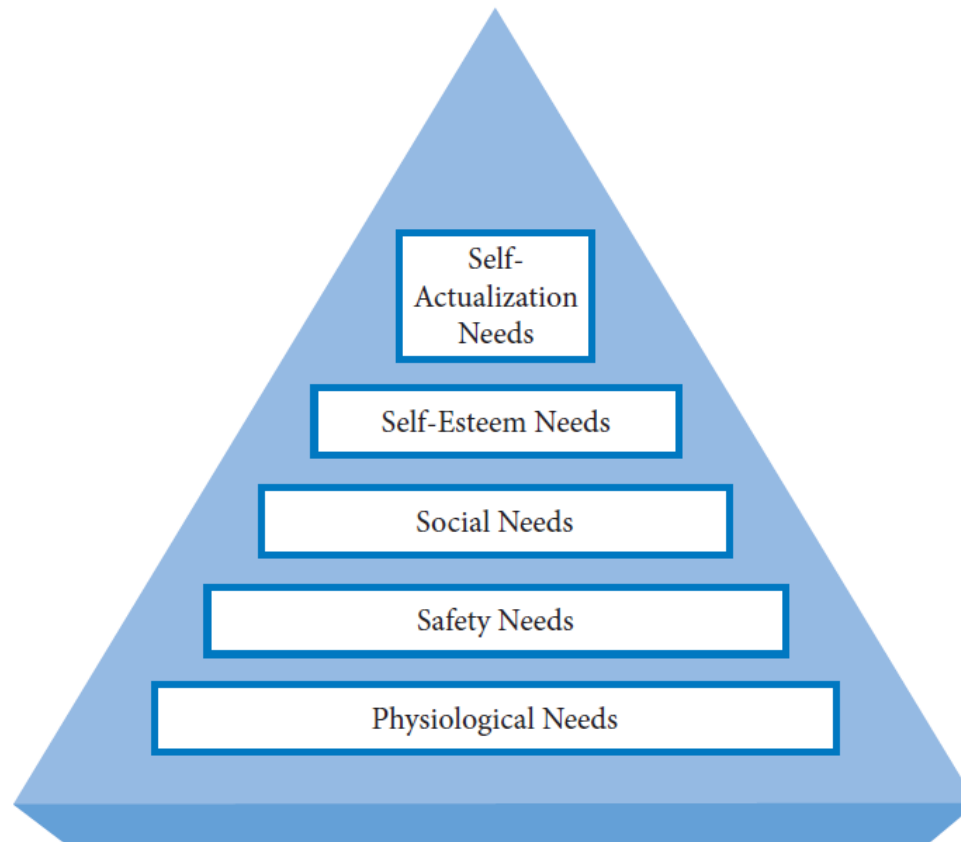 Self-
Actualization
Needs
Self-Esteem Needs
Social Needs
Safety Needs
Physiological Needs